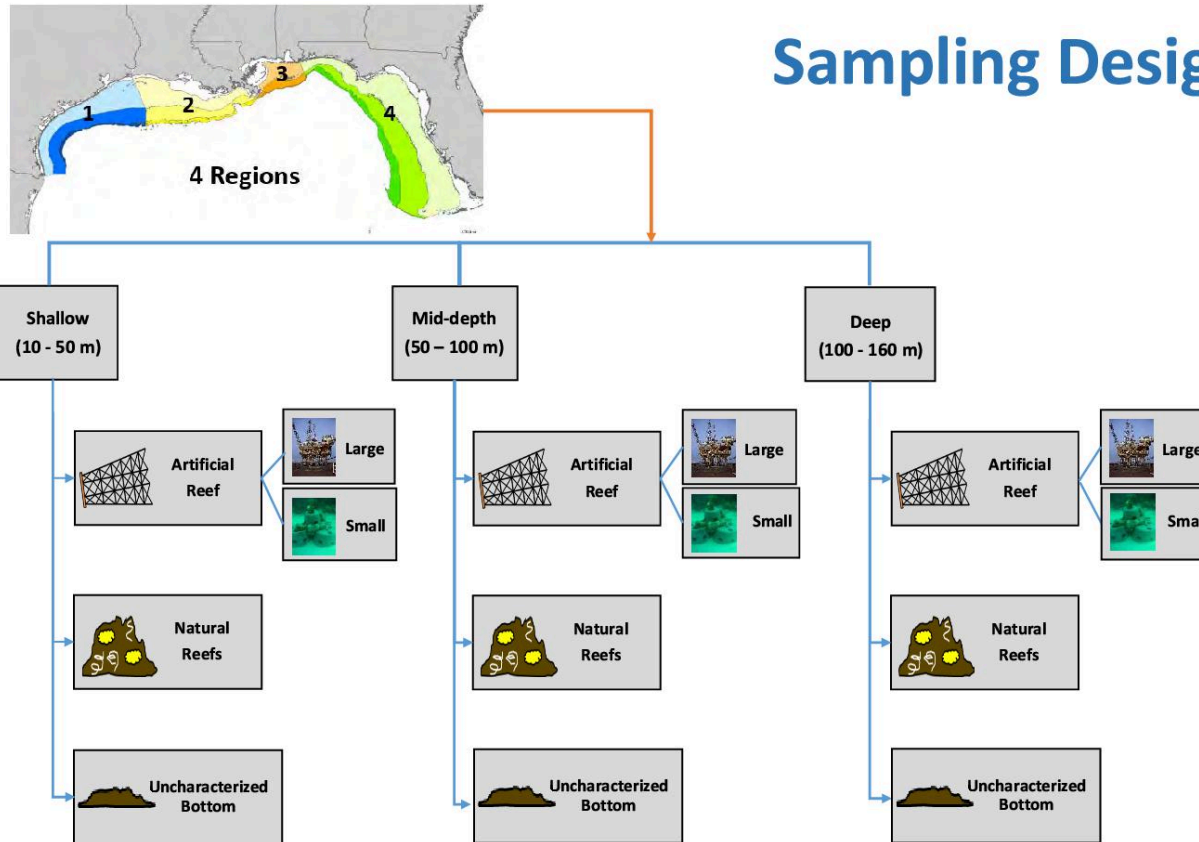 Sampling Desig
1
2
3
4
4 Regions
Shallow
(10 - 50 m)
Mid-depth
(50 – 100 m)
Deep
(100 - 160 m)
Artificial
Reef
Large
Small
Natural
Reefs
Uncharacterized
Bottom
Artificial
Reef
Large
Small
Natural
Reefs
Uncharacterized
Bottom
Artificial
Reef
Large
Smal
Natural
Reefs
Uncharacterized
Bottom